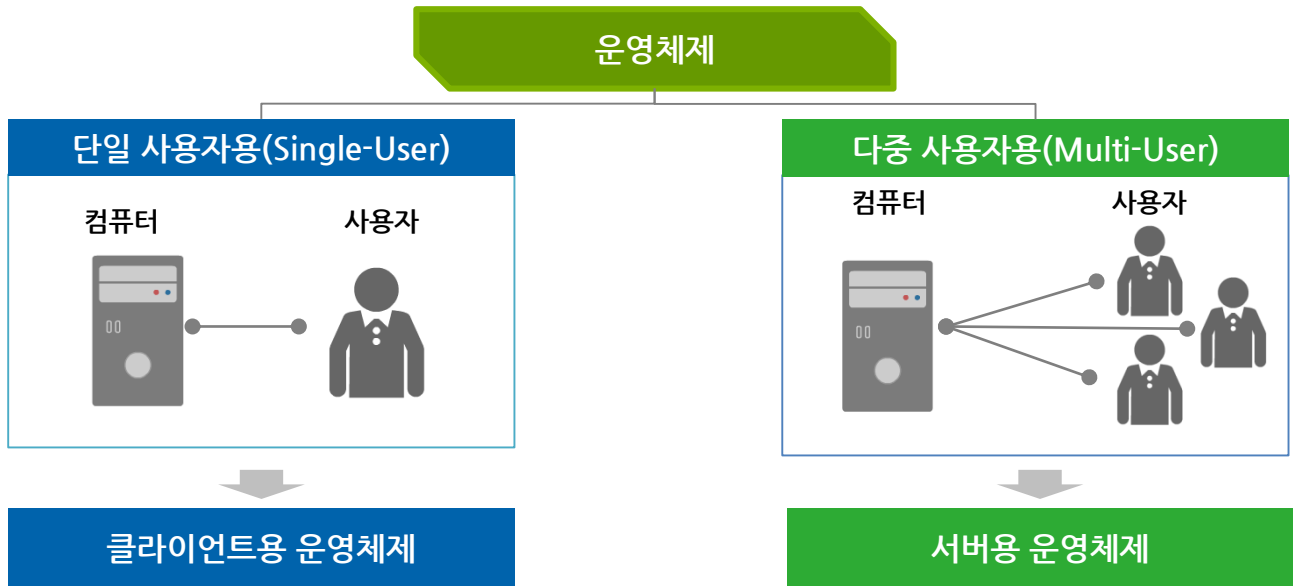 운영체제
단일 사용자용(Single-User)
컴퓨터
사용자
클라이언트용 운영체제
다중 사용자용(Multi-User)
컴퓨터
사용자
서버용 운영체제